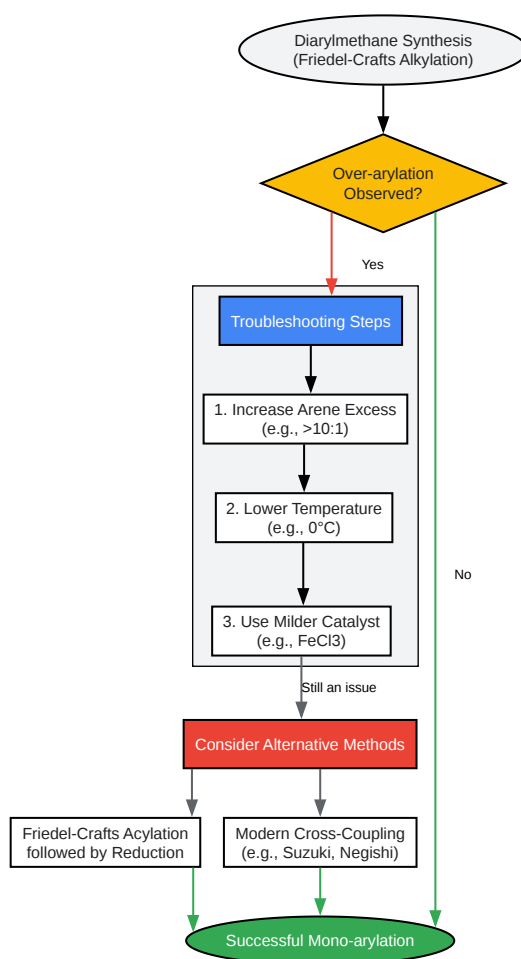 Diarylmethane Synthesis
(Friedel-Crafts Alkylation)
Over-arylation
Observed?
Yes
Troubleshooting Steps
1. Increase Arene Excess
(e.g., >10:1)
2. Lower Temperature
(e.g., 0°C)
No
3. Use Milder Catalyst
(e.g., FeCl3)
Still an issue
Consider Alternative Methods
Friedel-Crafts Acylation
followed by Reduction
Modern Cross-Coupling
(e.g., Suzuki, Negishi)
Successful Mono-arylation